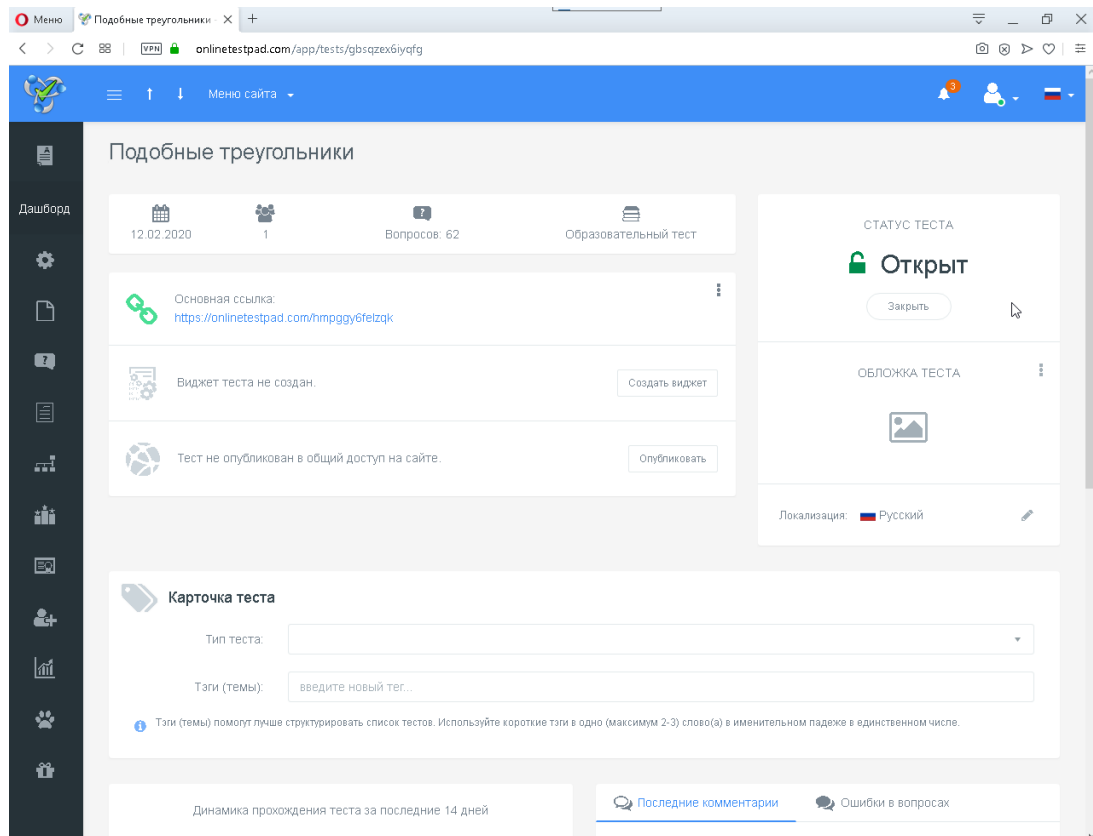 Меню
Подобные треугольники
VPN
onlinetestpad.com/app/tests/gbsqzex6iyqfg
Меню сайта
3
Подобные треугольники
Дашборд
12.02.2020
1
Вопросов: 62
Образовательный тест
СТАТУС ТЕСТА
Открыт
Закрыть
Основная ссылка:
https://onlinetestpad.com/hmpggy6felzqk
Виджет теста не создан.
Создать виджет
ОБЛОЖКА ТЕСТА
Тест не опубликован в общий доступ на сайте.
Опубликовать
Локализация: Русский
Карточка теста
Тип теста:
Тэги (темы):
введите новый тег...
Тэги (темы) помогут лучше структурировать список тестов. Используйте короткие тэги в одно (максимум 2-3) слово(а) в именительном падеже в единственном числе.
Динамика прохождения теста за последние 14 дней
Последние комментарии
Ошибки в вопросах